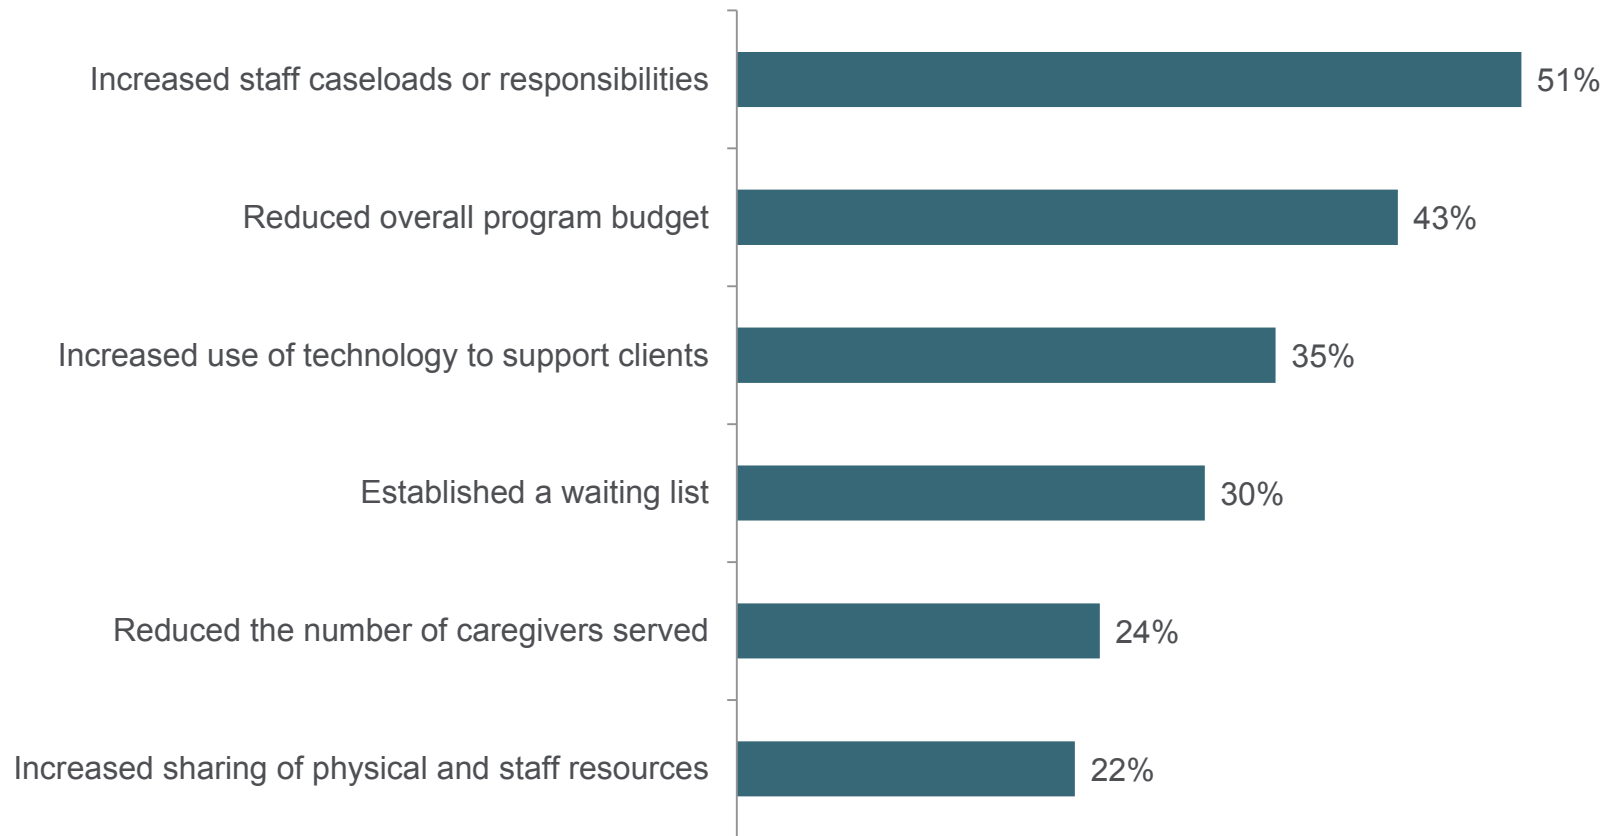 Increased staff caseloads or responsibilities 51%
Reduced overall program budget 43%
Increased use of technology to support clients 35%
Established a waiting list 30%
Reduced the number of caregivers served 24%
Increased sharing of physical and staff resources 22%